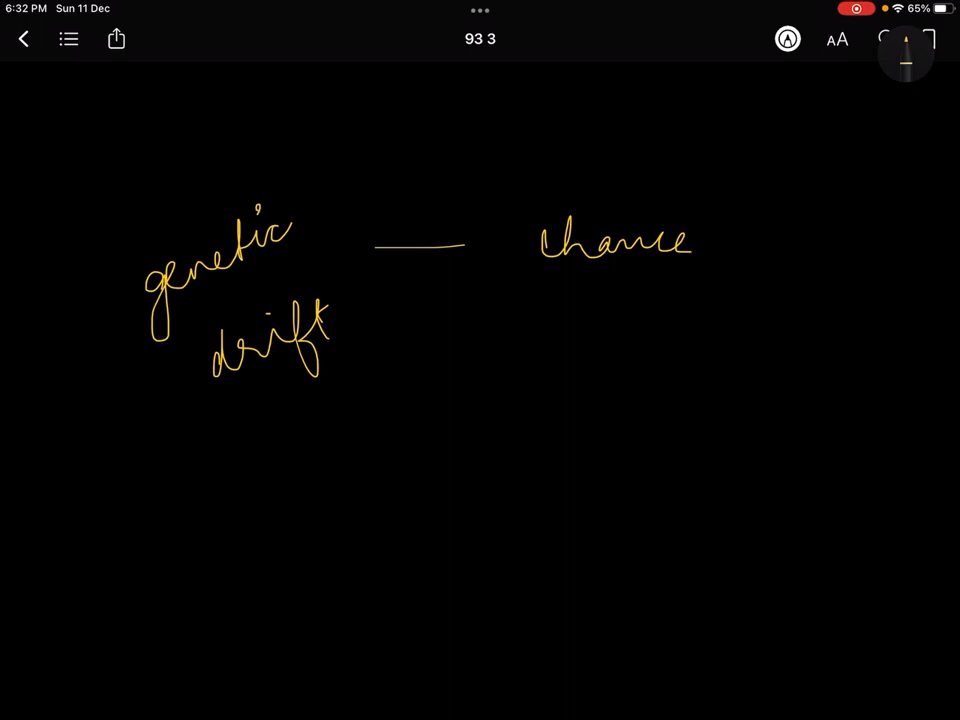 6:32 PM Sun 11 Dec 65%
93 3
AA
genetic — chance
drift